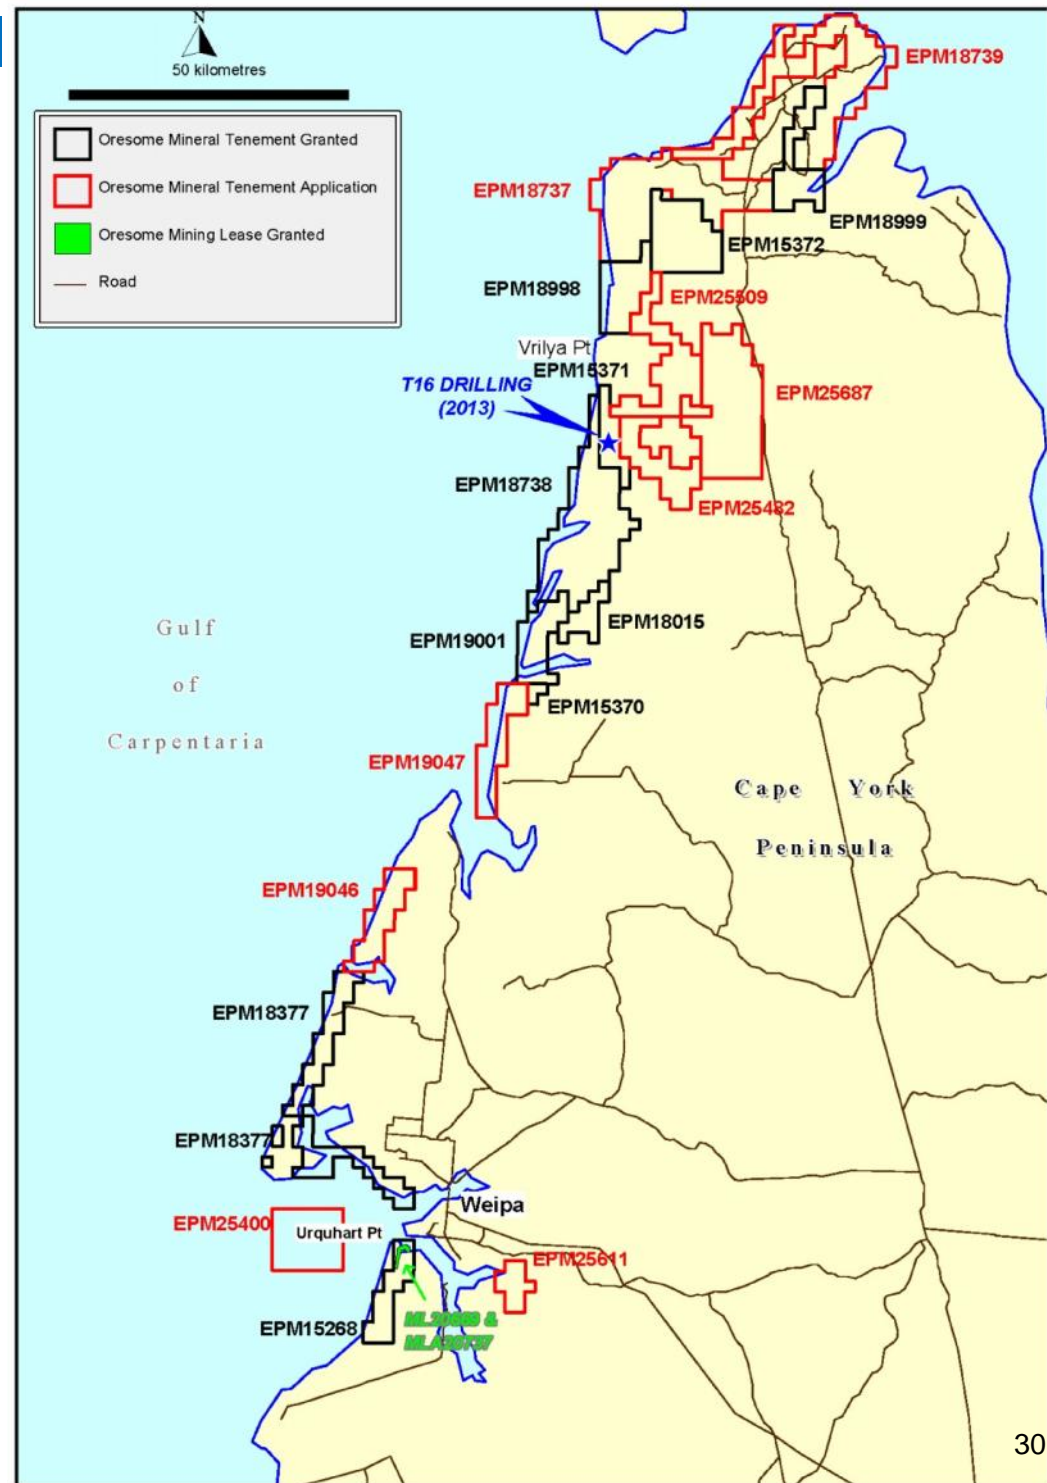 N
50 kilometres
Oresome Mineral Tenement Granted
Oresome Mineral Tenement Application
Oresome Mining Lease Granted
Road
EPM18739
EPM18737
EPM18999
EPM15372
EPM18998
EPM25509
Vrilya Pt
EPM15371
T16 DRILLING
(2013)
EPM25687
EPM18738
EPM25482
Gulf
of
Carpentaria
EPM19001
EPM18015
EPM15370
EPM19047
Cape York
Peninsula
EPM19046
EPM18377
EPM18377
Weipa
EPM25400
Urquhart Pt
EPM25611
EPM15268
30